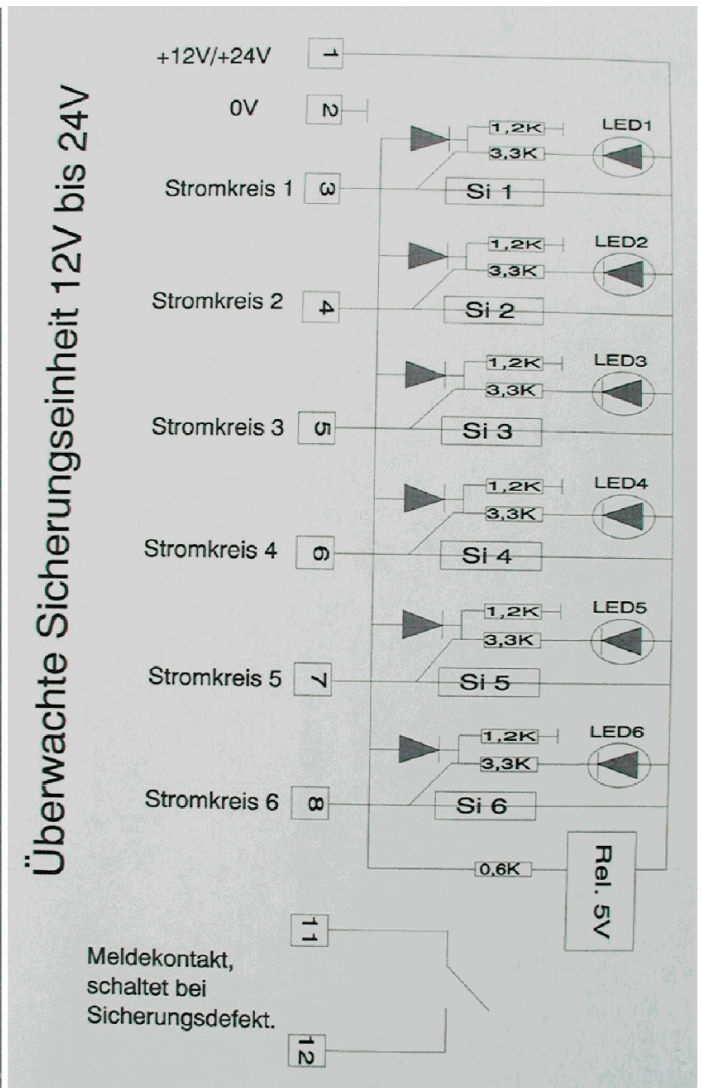 Überwachte Sicherungseinheit 12V bis 24V
+12V/+24V 1
0V 2
1,2K LED1
3,3K
Stromkreis 1 3 Si 1
1,2K LED2
3,3K
Stromkreis 2 4 Si 2
1,2K LED3
3,3K
Stromkreis 3 5 Si 3
1,2K LED4
3,3K
Stromkreis 4 6 Si 4
1,2K LED5
3,3K
Stromkreis 5 7 Si 5
1,2K LED6
3,3K
Stromkreis 6 8 Si 6
0,6K Rel. 5V
11
Meldekontakt,
schaltet bei
Sicherungsdefekt.
12